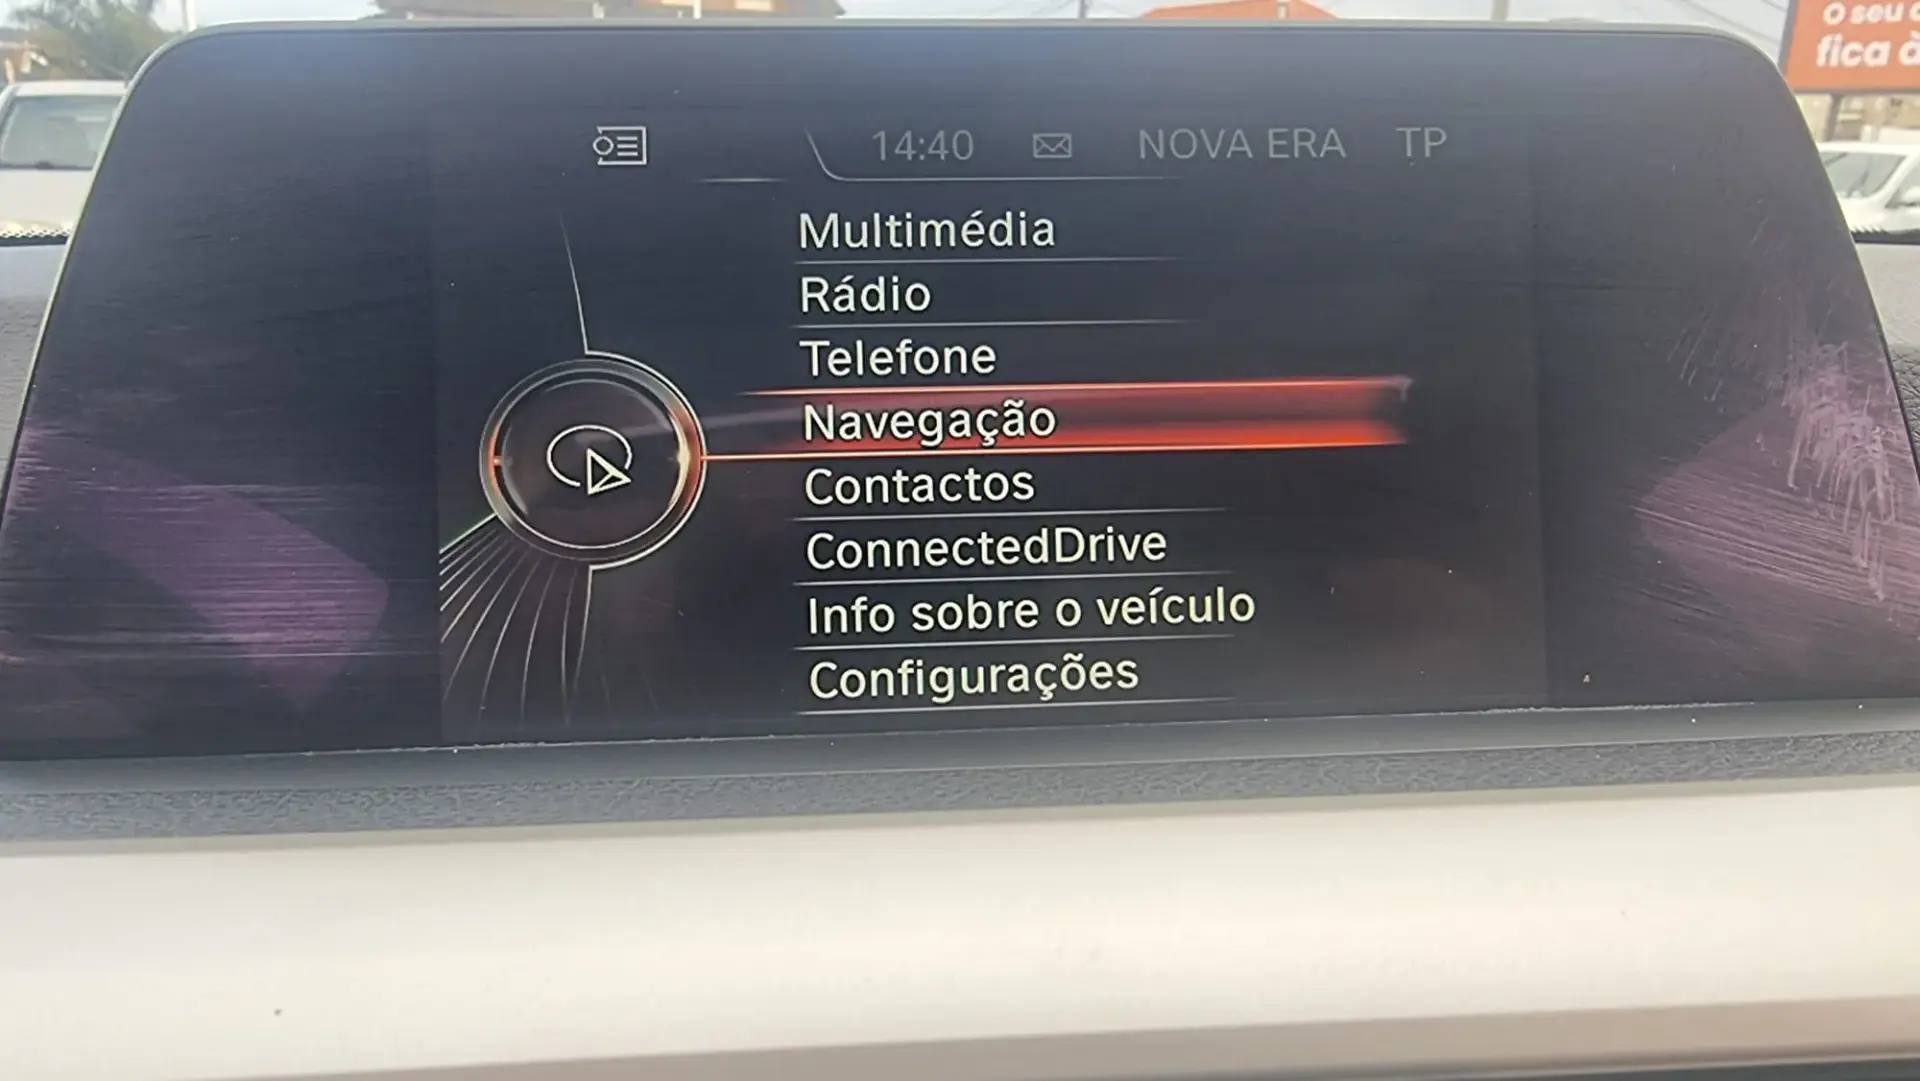 O seu
fica à
14:40 NOVA ERA TP
Multimédia
Rádio
Telefone
Navegação
Contactos
ConnectedDrive
Info sobre o veículo
Configurações